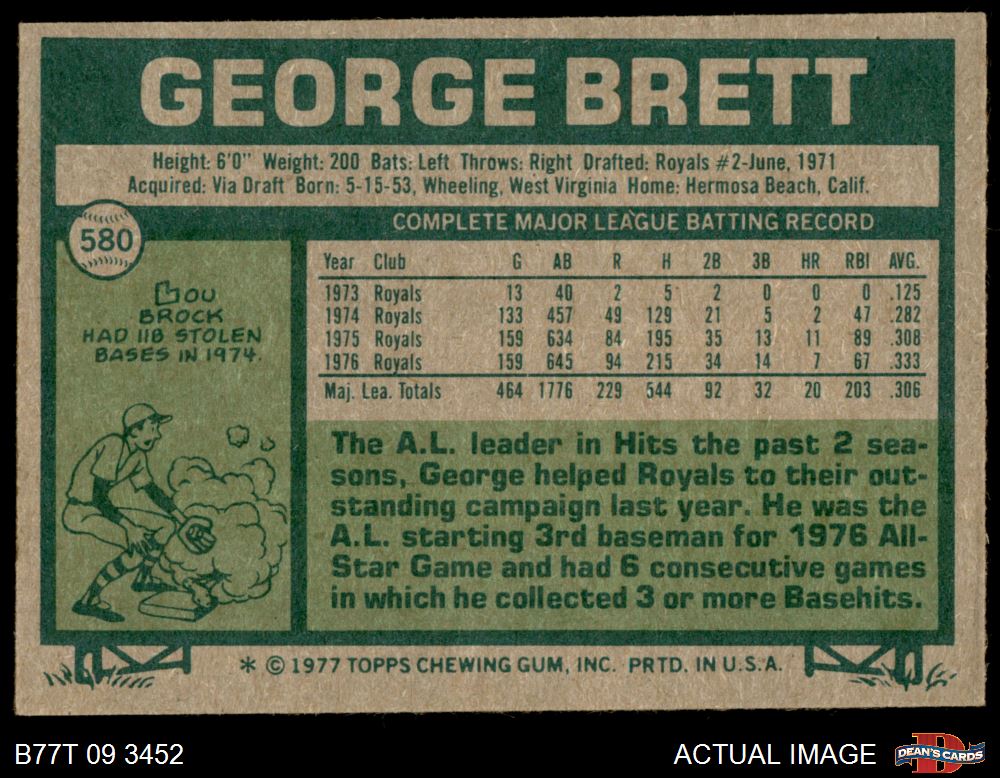 GEORGE BRETT
Height: 6'0" Weight: 200 Bats: Left Throws: Right Drafted: Royals #2-June, 1971
Acquired: Via Draft Born: 5-15-53, Wheeling, West Virginia Home: Hermosa Beach, Calif.
580
LOU
BROCK
HAD 118 STOLEN
BASES IN 1974.
COMPLETE MAJOR LEAGUE BATTING RECORD
Year Club G AB R H 2B 3B HR RBI AVG.
1973 Royals 13 40 2 5 2 0 0 0 .125
1974 Royals 133 457 49 129 21 5 2 47 .282
1975 Royals 159 634 84 195 35 13 11 89 .308
1976 Royals 159 645 94 215 34 14 7 67 .333
Maj. Lea. Totals 464 1776 229 544 92 32 20 203 .306
The A.L. leader in Hits the past 2 sea-
sons, George helped Royals to their out-
standing campaign last year. He was the
A.L. starting 3rd baseman for 1976 All-
Star Game and had 6 consecutive games
in which he collected 3 or more Basehits.
* © 1977 TOPPS CHEWING GUM, INC. PRTD. IN U.S.A.
B77T 09 3452
ACTUAL IMAGE
D
DEAN'S CARDS